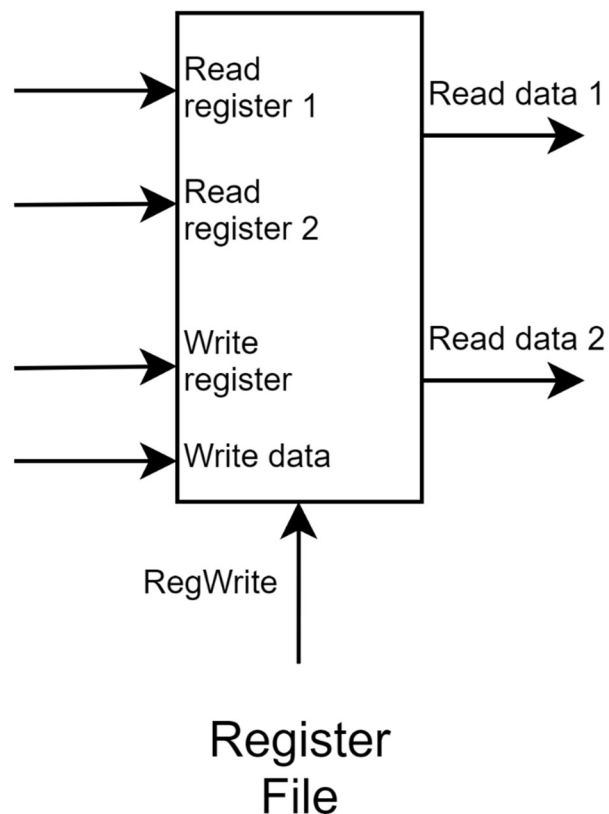 Read
register 1
Read data 1
Read
register 2
Write
register
Read data 2
Write data
RegWrite
Register
File